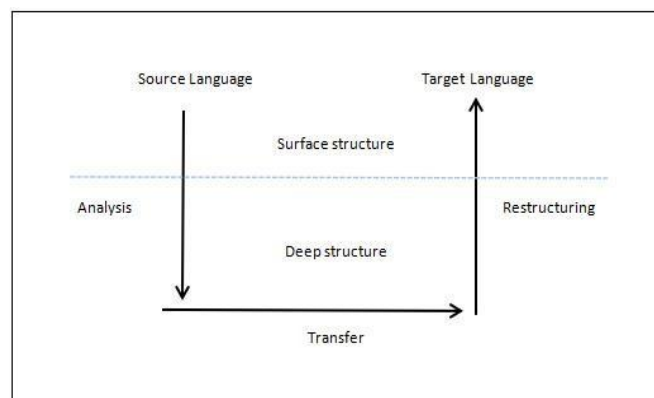 Source Language
Target Language
Surface structure
Analysis
Restructuring
Deep structure
Transfer